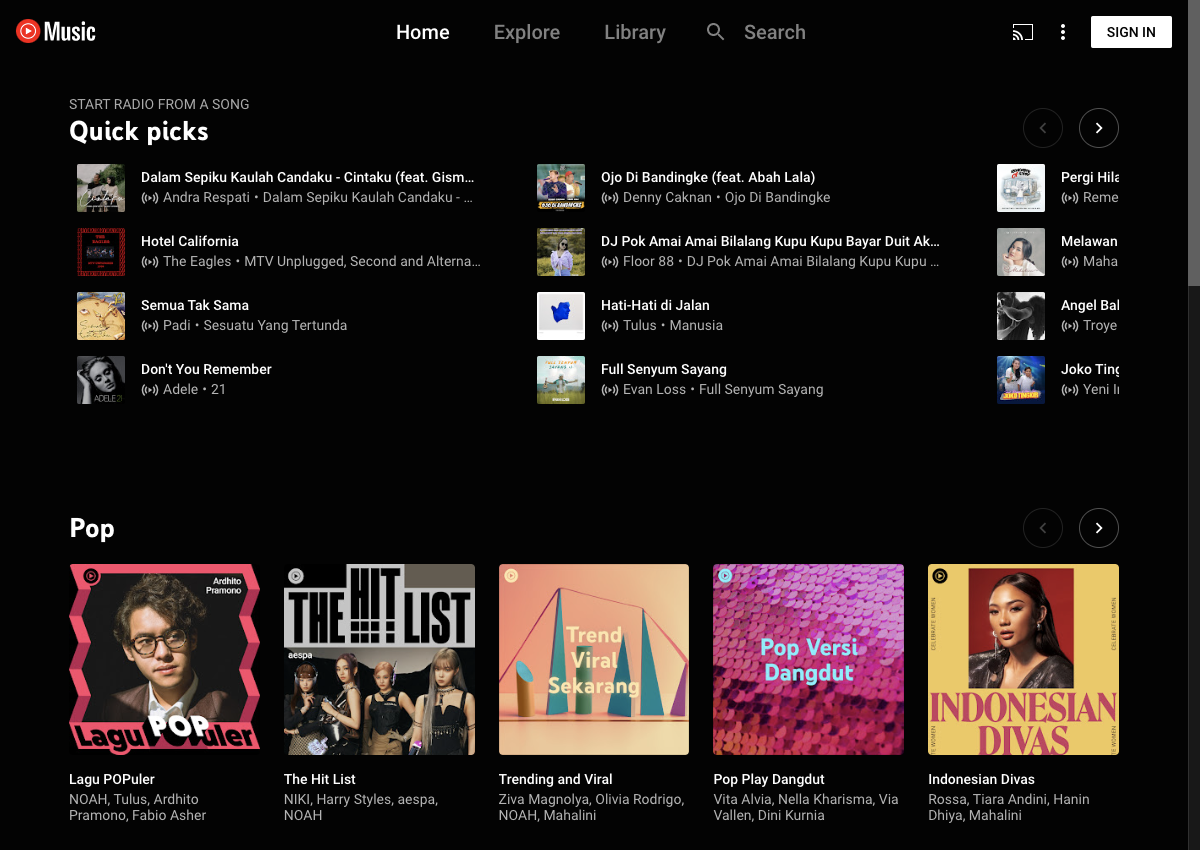 Music
Home
Explore
Library
Search
SIGN IN
START RADIO FROM A SONG
Quick picks
Dalam Sepiku Kaulah Candaku - Cintaku (feat. Gism...
Andra Respati • Dalam Sepiku Kaulah Candaku - ...
Hotel California
The Eagles • MTV Unplugged, Second and Alterna...
Semua Tak Sama
Padi • Sesuatu Yang Tertunda
Don't You Remember
Adele • 21
ADELE 21
Ojo Di Bandingke (feat. Abah Lala)
Denny Caknan • Ojo Di Bandingke
DJ Pok Amai Amai Bilalang Kupu Kupu Bayar Duit Ak...
Floor 88 • DJ Pok Amai Amai Bilalang Kupu Kupu ...
Hati-Hati di Jalan
Tulus • Manusia
Full Senyum Sayang
Evan Loss • Full Senyum Sayang
Pergi Hila
Reme
Melawan
Maha
Angel Bal
Troye
Joko Ting
Yeni In
Pop
Ardhito
Pramono
Lagu POPuler
THE HIT LIST
aespa
Trend
Viral
Sekarang
Pop Versi
Dangdut
CELEBRATE WOMEN
CELEBRATE WOMEN
INDONESIAN
DIVAS
Lagu POPuler
NOAH, Tulus, Ardhito
Pramono, Fabio Asher
The Hit List
NIKI, Harry Styles, aespa,
NOAH
Trending and Viral
Ziva Magnolya, Olivia Rodrigo,
NOAH, Mahalini
Pop Play Dangdut
Vita Alvia, Nella Kharisma, Via
Vallen, Dini Kurnia
Indonesian Divas
Rossa, Tiara Andini, Hanin
Dhiya, Mahalini